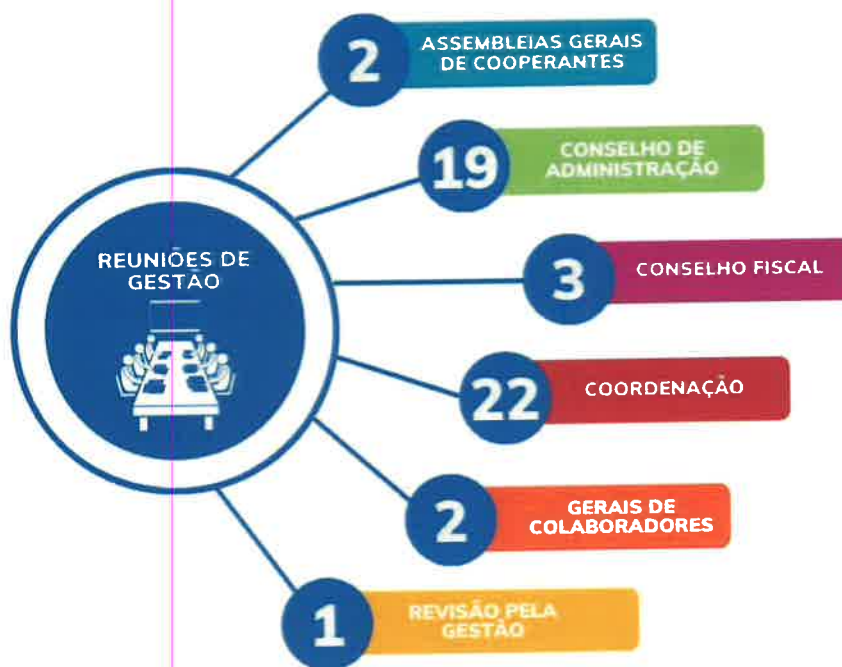 2
ASSEMBLEIAS GERAIS
DE COOPERANTES
19
CONSELHO DE
ADMINISTRAÇÃO
REUNIÕES DE
GESTÃO
3
CONSELHO FISCAL
22
COORDENAÇÃO
2
GERAIS DE
COLABORADORES
1
REVISÃO PELA
GESTÃO